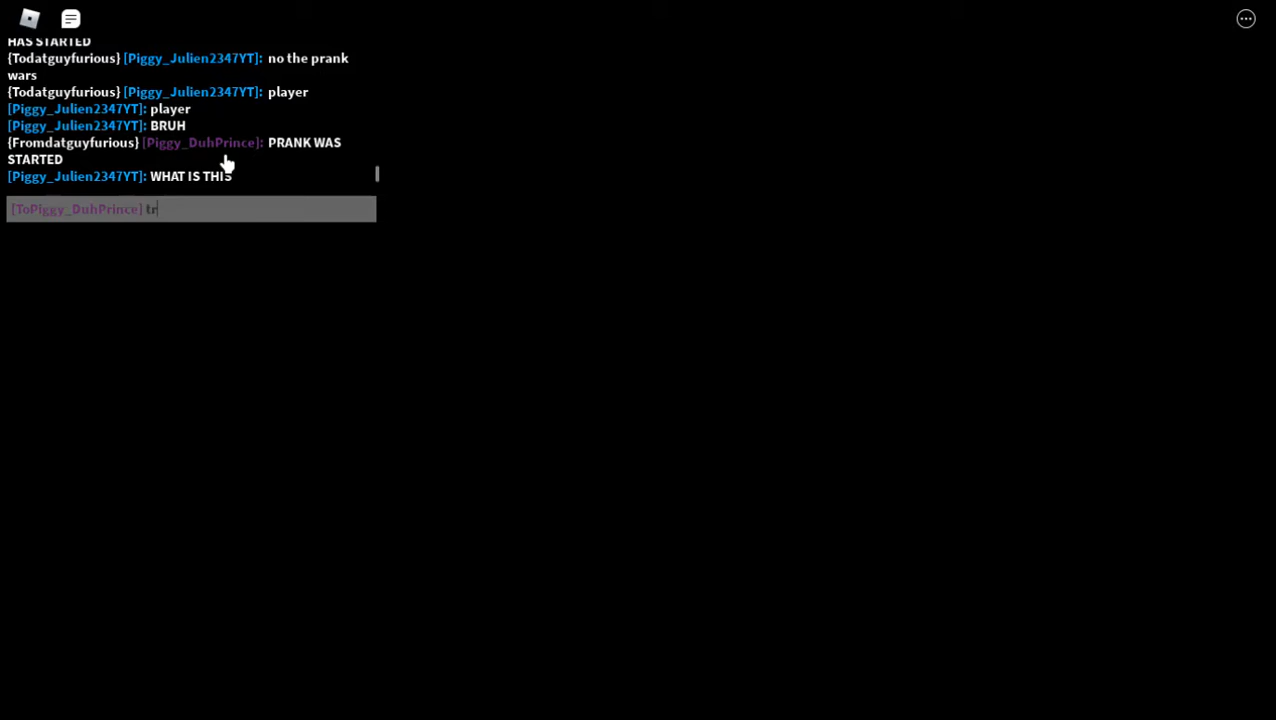 HAS STARTED
{Todatguyfurious} [Piggy_Julien2347YT]: no the prank
wars
{Todatguyfurious} [Piggy_Julien2347YT]: player
[Piggy_Julien2347YT]: player
[Piggy_Julien2347YT]: BRUH
{Fromdatguyfurious} [Piggy_DuhPrince]: PRANK WAS
STARTED
[Piggy_Julien2347YT]: WHAT IS THIS
[ToPiggy_DuhPrince] tr